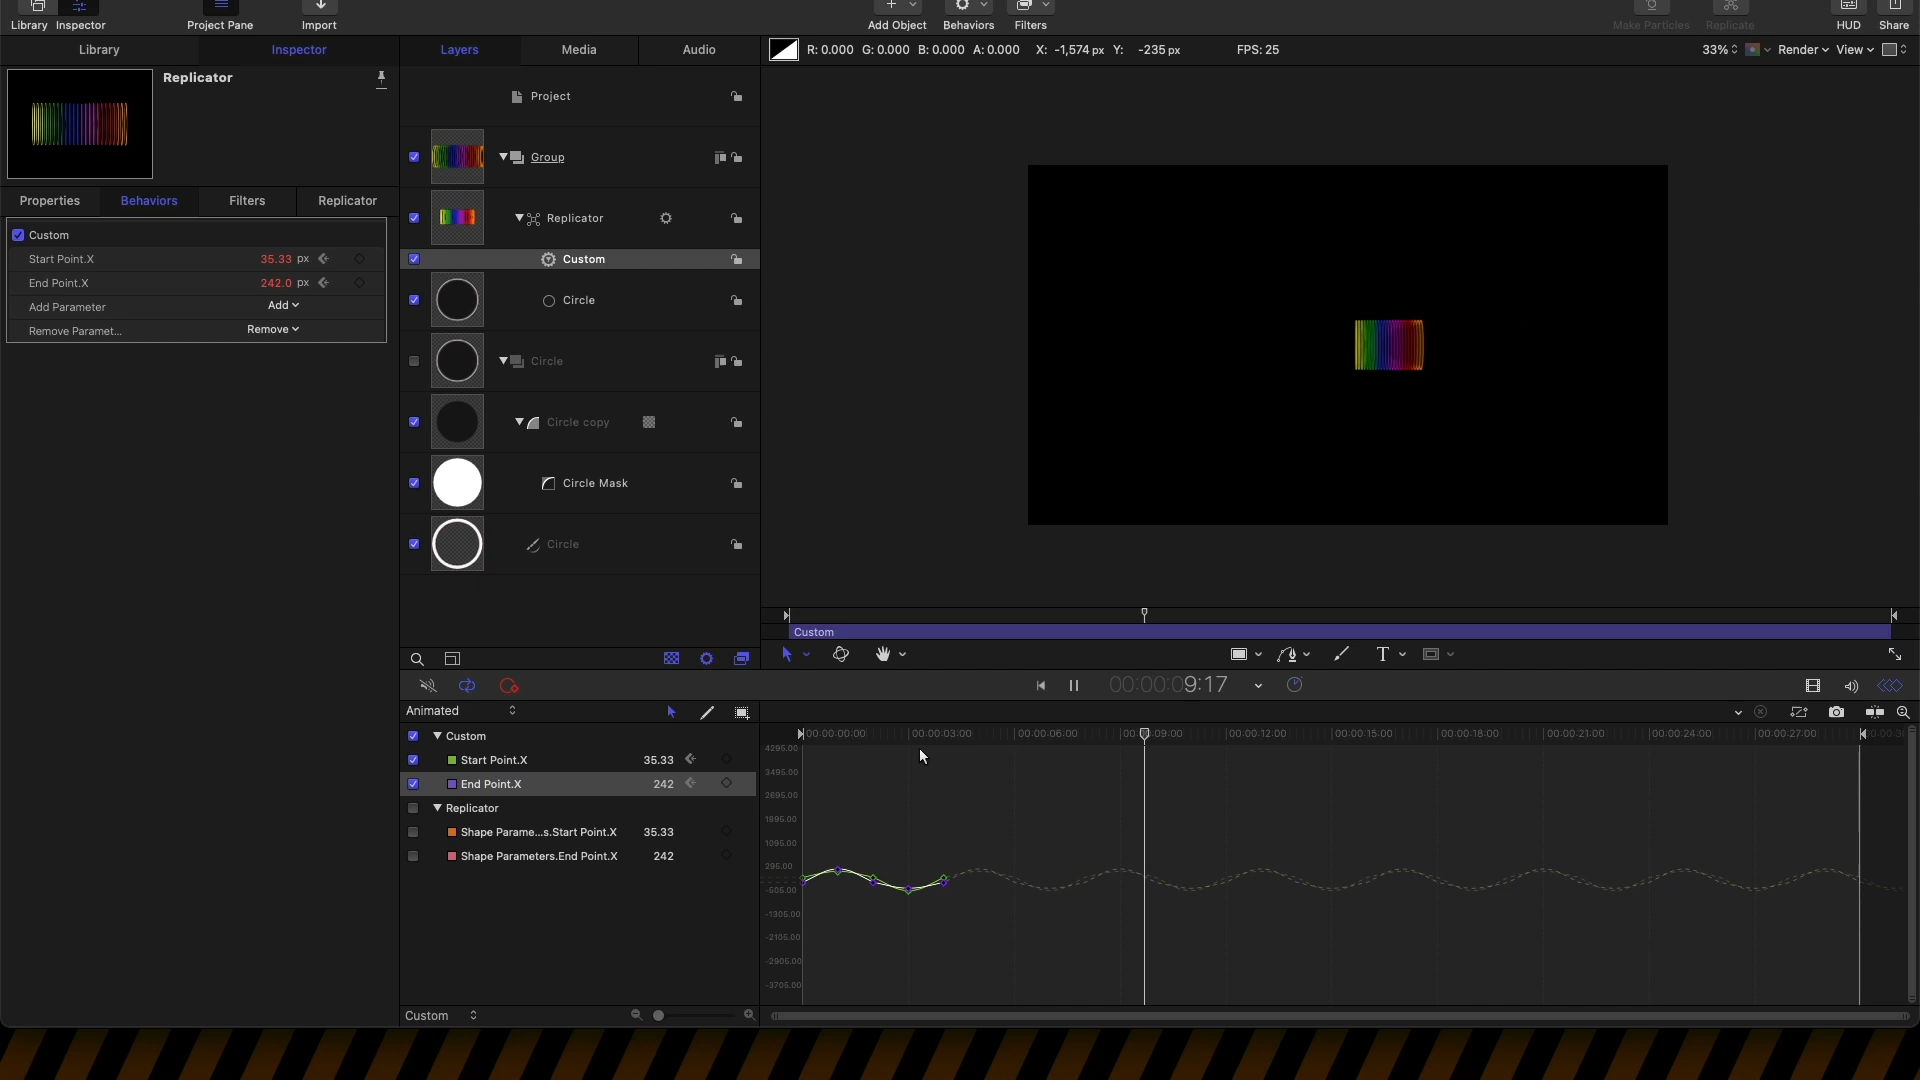 Library Inspector Project Pane Import Add Object Behaviors Filters Make Particles Replicate HUD Share
Library Inspector Layers Media Audio R: 0.000 G: 0.000 B: 0.000 A: 0.000 X: -1,574 px Y: -235 px FPS: 25 33% Render View
Replicator
Project
Group
Properties Behaviors Filters Replicator
Replicator
Custom
Start Point.X 35.33 px
Custom
End Point.X 242.0 px
Add Parameter Add
Circle
Remove Paramet... Remove
Circle
Circle copy
Circle Mask
Circle
Custom
T
00:00:09:17
Animated
Custom
00:00:00:00 00:00:03:00 00:00:06:00 09:00 00:00:12:00 00:00:15:00 00:00:18:00 00:00:21:00 00:00:24:00 00:00:27:00
4295.00
Start Point.X 35.33
3495.00
End Point.X 242
2695.00
Replicator
1895.00
Shape Parame...s.Start Point.X 35.33
1095.00
Shape Parameters.End Point.X 242
295.00
-505.00
-1305.00
-2105.00
-2905.00
-3705.00
Custom